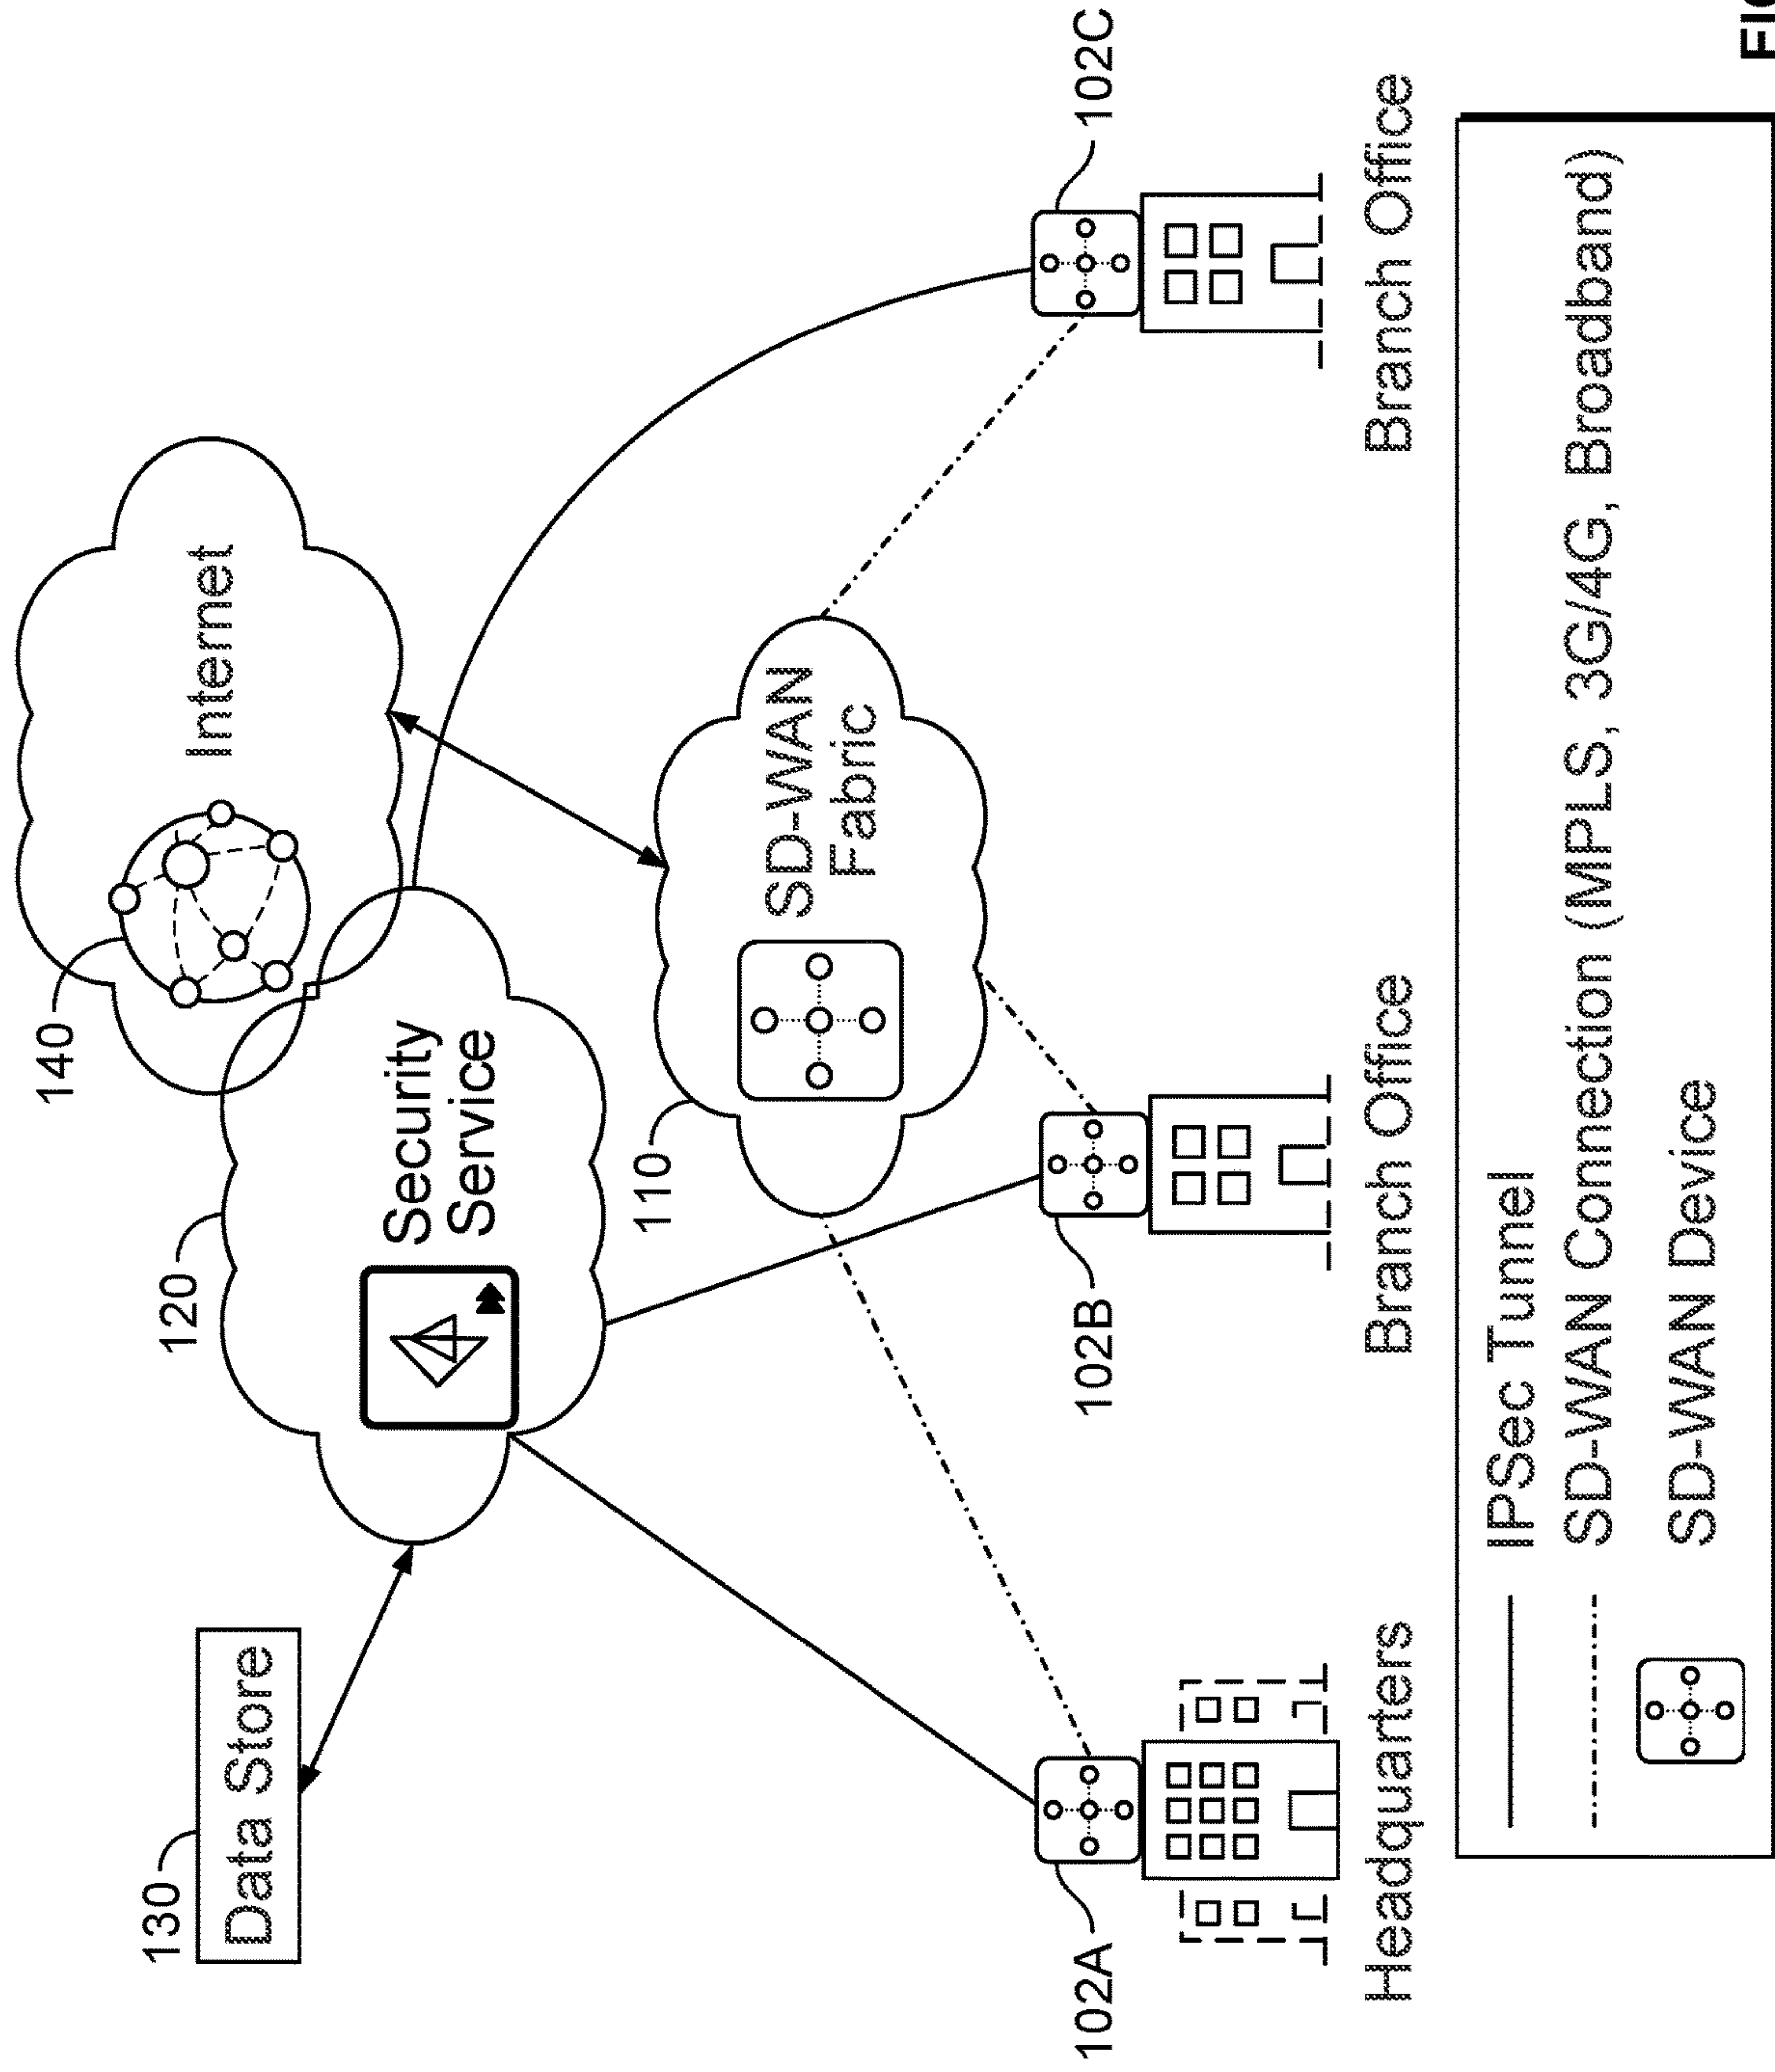 140
Internet
120
Security
Service
130
Data Store
110
SD-WAN
Fabric
102A
102B
102C
Headquarters
Branch Office
Branch Office
IPSec Tunnel
SD-WAN Connection (MPLS, 3G/4G, Broadband)
SD-WAN Device